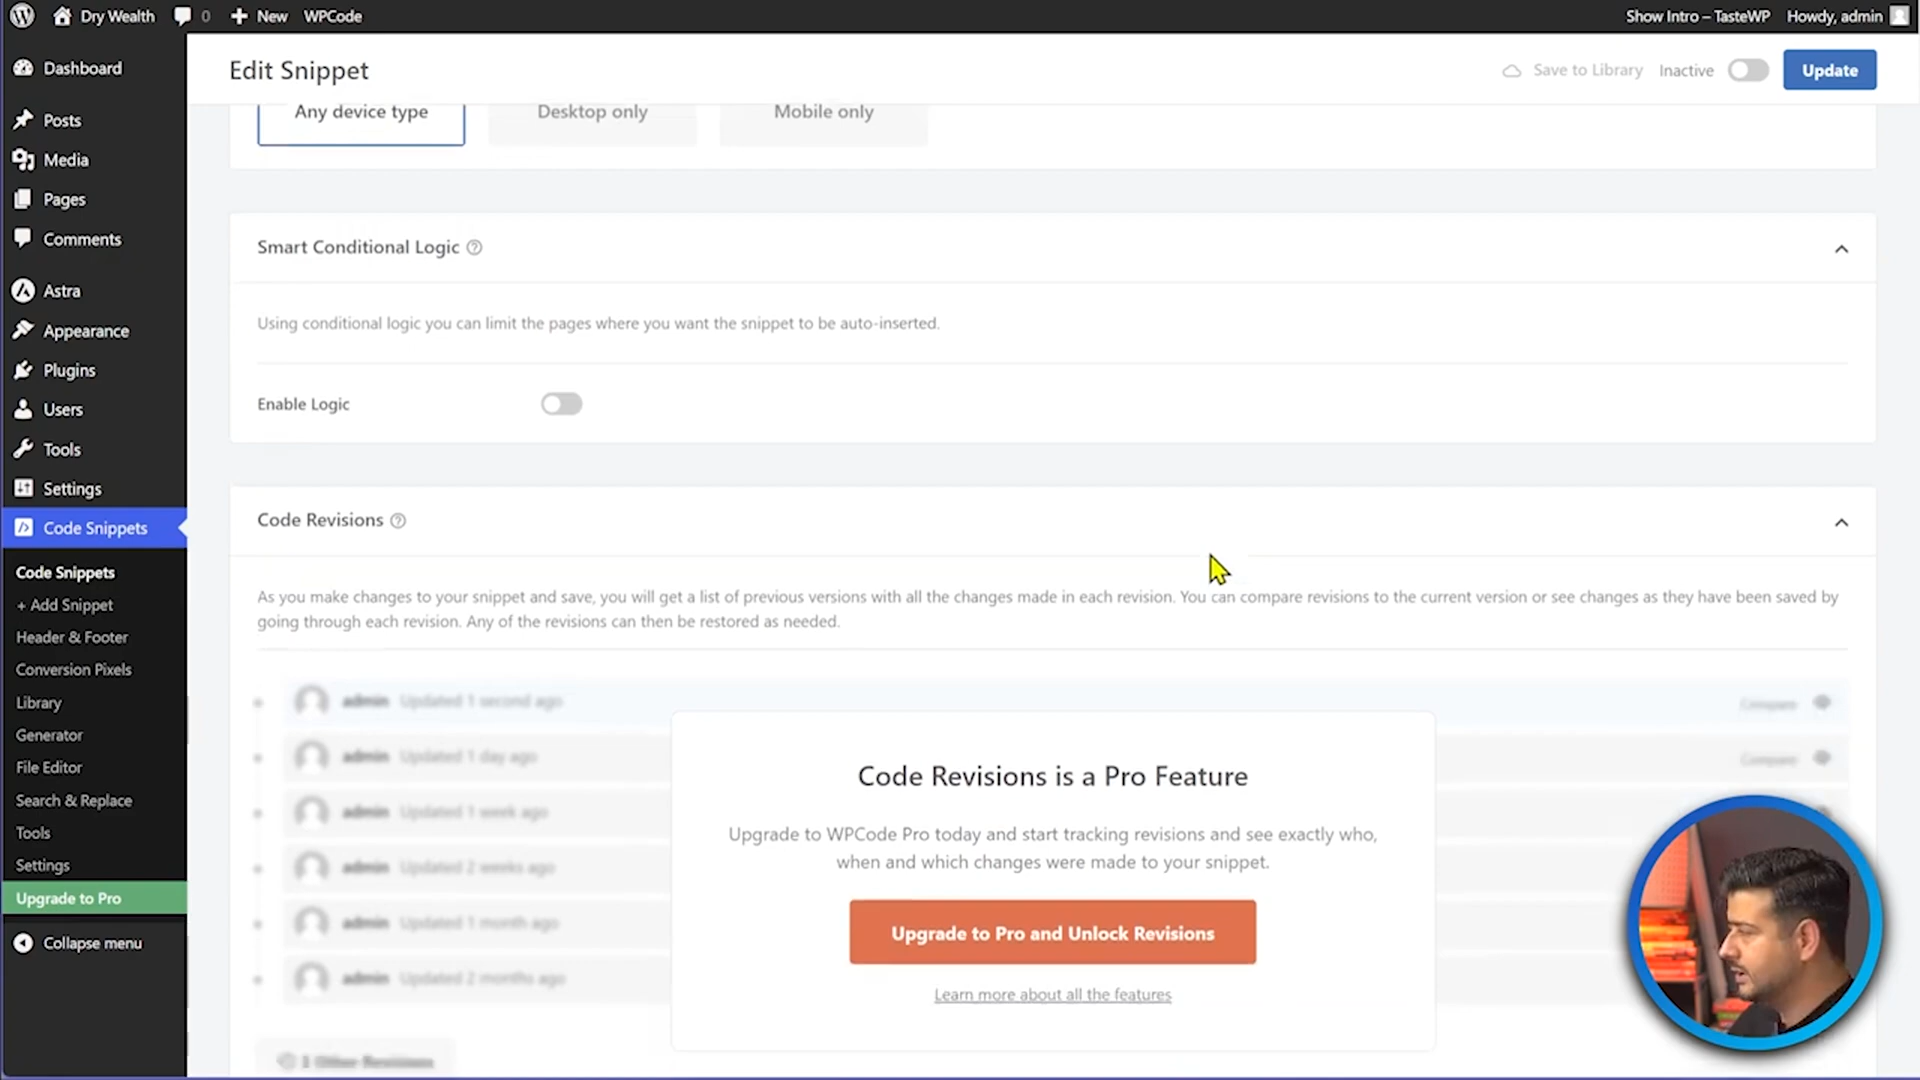 Dry Wealth
0
New
WPCode
Show Intro – TasteWP
Howdy, admin
Dashboard
Posts
Media
Pages
Comments
Astra
Appearance
Plugins
Users
Tools
Settings
Code Snippets
Code Snippets
+ Add Snippet
Header & Footer
Conversion Pixels
Library
Generator
File Editor
Search & Replace
Tools
Settings
Upgrade to Pro
Collapse menu
Edit Snippet
Save to Library
Inactive
Update
Any device type
Desktop only
Mobile only
Smart Conditional Logic
Using conditional logic you can limit the pages where you want the snippet to be auto-inserted.
Enable Logic
Code Revisions
As you make changes to your snippet and save, you will get a list of previous versions with all the changes made in each revision. You can compare revisions to the current version or see changes as they have been saved by
going through each revision. Any of the revisions can then be restored as needed.
admin Updated 1 second ago
Compare
admin Updated 1 day ago
Compare
admin Updated 1 week ago
admin Updated 2 weeks ago
admin Updated 1 month ago
admin Updated 2 months ago
Code Revisions is a Pro Feature
Upgrade to WPCode Pro today and start tracking revisions and see exactly who,
when and which changes were made to your snippet.
Upgrade to Pro and Unlock Revisions
Learn more about all the features
Other Revisions